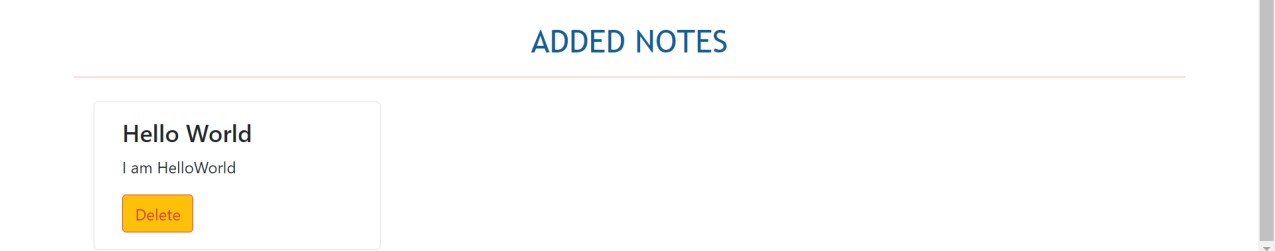 ADDED NOTES
Hello World
I am HelloWorld
Delete